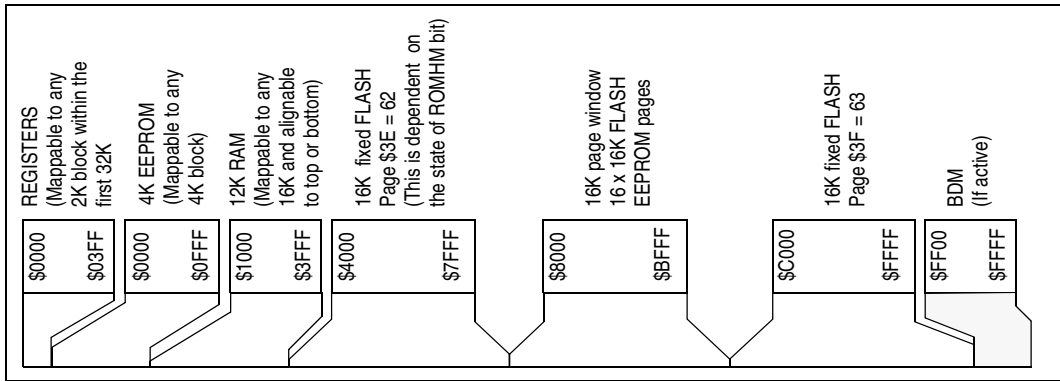 REGISTERS
(Mappable to any
2K block within the
first 32K
$0000
$03FF
4K EEPROM
(Mappable to any
4K block)
$0000
$0FFF
12K RAM
(Mappable to any
16K and alignable
to top or bottom)
$1000
$3FFF
16K fixed FLASH
Page $3E = 62
(This is dependent on
the state of ROMHM bit)
$4000
$7FFF
16K page window
16 x 16K FLASH
EEPROM pages
$8000
$BFFF
16K fixed FLASH
Page $3F = 63
$C000
$FFFF
BDM
(If active)
$FF00
$FFFF